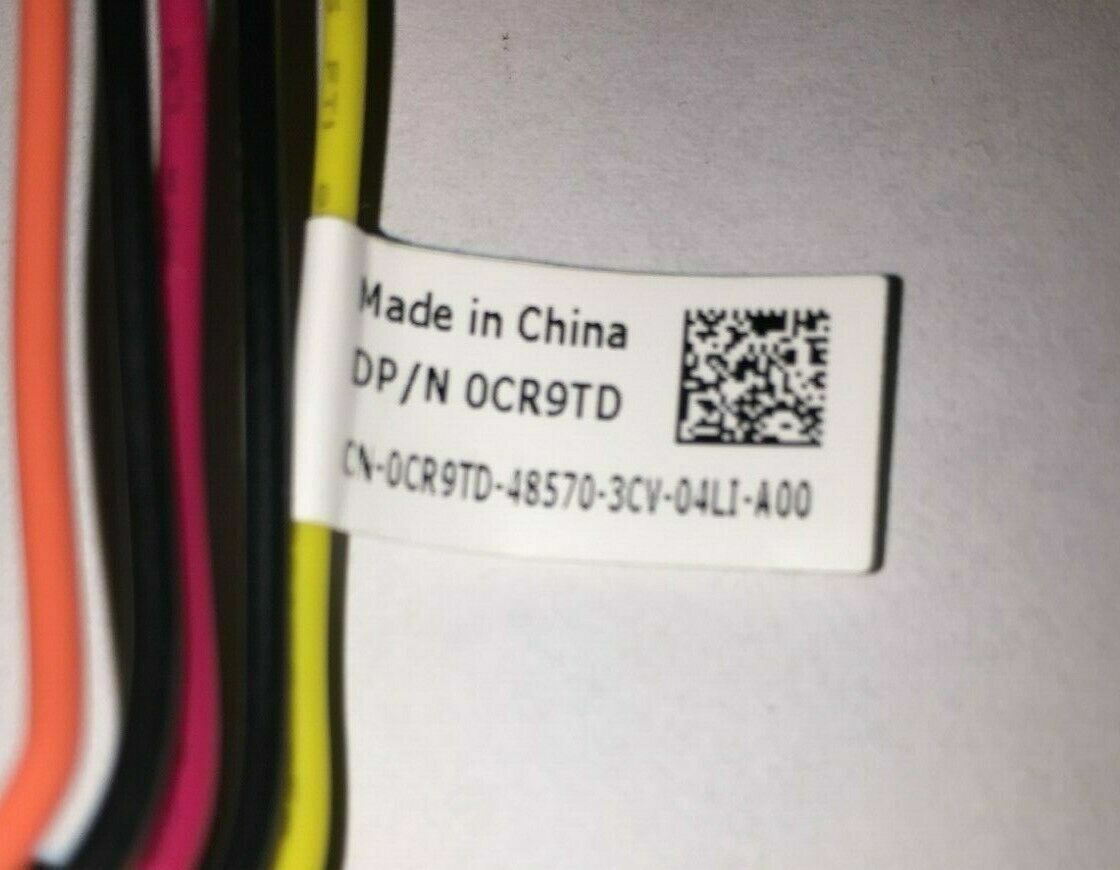 Made in China
DP/N 0CR9TD
CN-0CR9TD-48570-3CV-04LI-A00